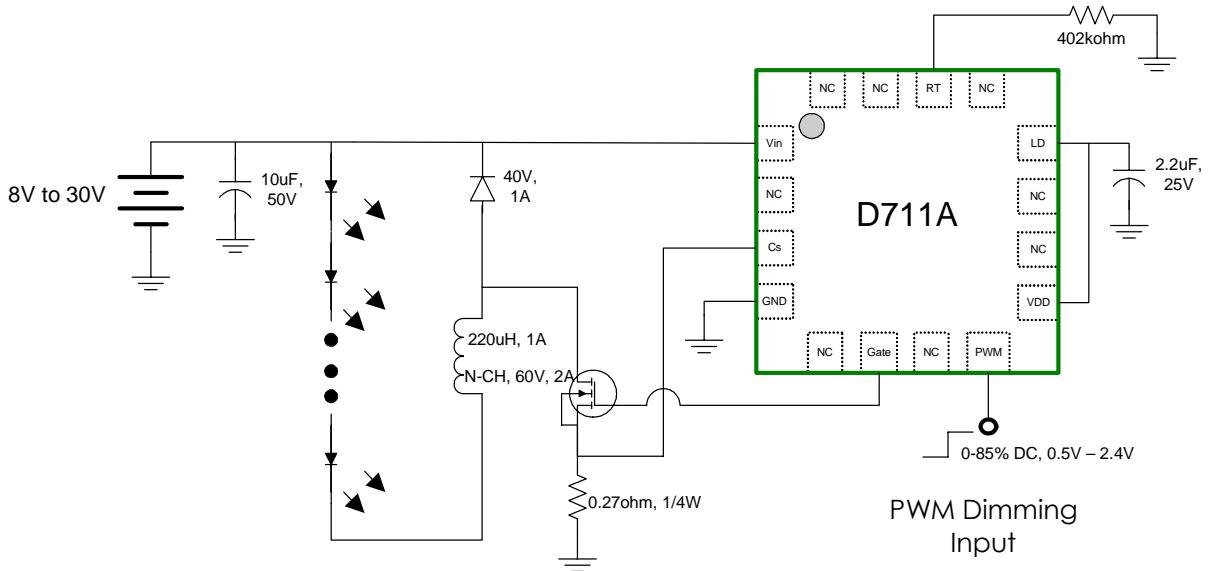 402kohm
NC
NC
RT
NC
Vin
LD
8V to 30V
10uF,
50V
40V,
1A
2.2uF,
25V
NC
NC
D711A
Cs
NC
GND
VDD
220uH, 1A
NC
Gate
NC
PWM
N-CH, 60V, 2A
0-85% DC, 0.5V – 2.4V
0.27ohm, 1/4W
PWM Dimming
Input